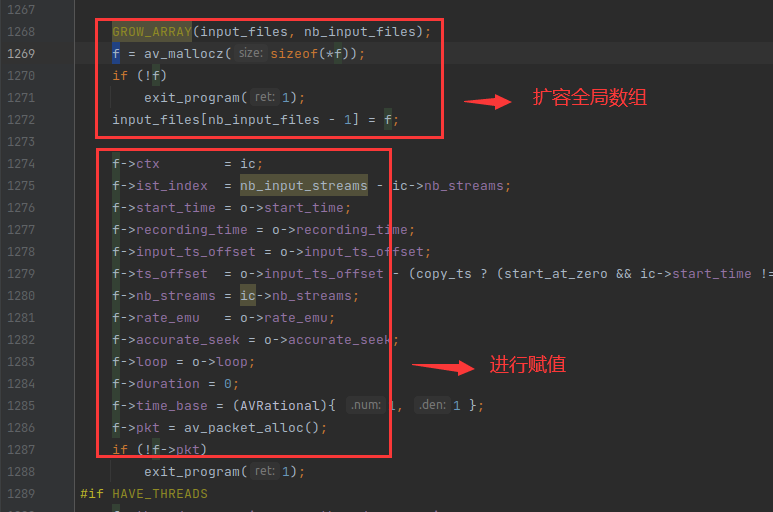 1267
1268 GROW_ARRAY(input_files, nb_input_files);
1269 f = av_mallocz( size: sizeof(*f));
1270 if (!f)
1271 exit_program( ret: 1);
1272 input_files[nb_input_files - 1] = f;
扩容全局数组
1273
1274 f->ctx = ic;
1275 f->ist_index = nb_input_streams - ic->nb_streams;
1276 f->start_time = o->start_time;
1277 f->recording_time = o->recording_time;
1278 f->input_ts_offset = o->input_ts_offset;
1279 f->ts_offset = o->input_ts_offset - (copy_ts ? (start_at_zero && ic->start_time !=
1280 f->nb_streams = ic->nb_streams;
1281 f->rate_emu = o->rate_emu;
1282 f->accurate_seek = o->accurate_seek;
1283 f->loop = o->loop;
进行赋值
1284 f->duration = 0;
1285 f->time_base = (AVRational){ .num: 1, .den: 1 };
1286 f->pkt = av_packet_alloc();
1287 if (!f->pkt)
1288 exit_program( ret: 1);
1289 #if HAVE_THREADS